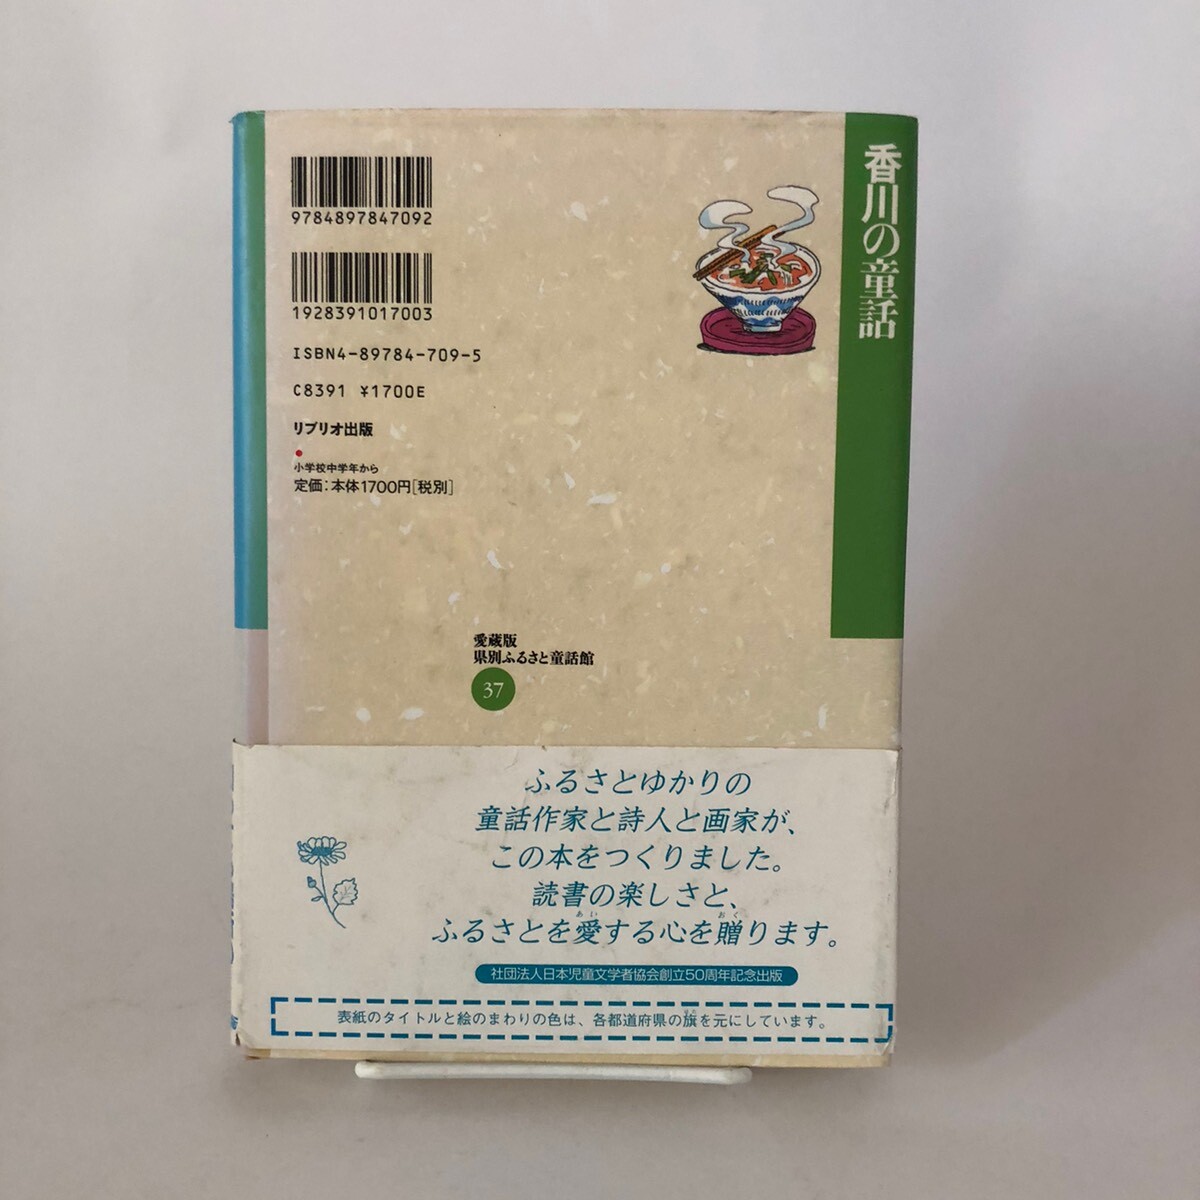 香川の童話
9784897847092
1928391017003
ISBN4-89784-709-5
C8391 ¥1700E
リブリオ出版
小学校中学年から
定価：本体1700円[税別]
愛蔵版
県別ふるさと童話館
37
ふるさとゆかりの
童話作家と詩人と画家が、
この本をつくりました。
読書の楽しさと、
ふるさとを愛する心を贈ります。
社団法人日本児童文学者協会創立50周年記念出版
表紙のタイトルと絵のまわりの色は、各都道府県の旗を元にしています。